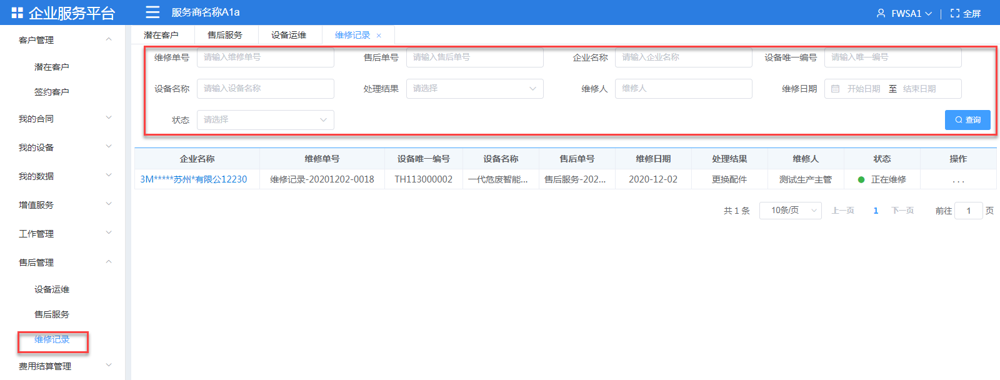 企业服务平台
服务商名称A1a
FWSA1
全屏
客户管理
潜在客户
签约客户
我的合同
我的设备
我的数据
增值服务
工作管理
售后管理
设备运维
售后服务
维修记录
费用结算管理
潜在客户 售后服务 设备运维 维修记录 ×
维修单号 请输入维修单号 售后单号 请输入售后单号 企业名称 请输入企业名称 设备唯一编号 请输入唯一编号
设备名称 请输入设备名称 处理结果 请选择 维修人 维修人 维修日期 开始日期 至 结束日期
状态 请选择 查询
企业名称 维修单号 设备唯一编号 设备名称 售后单号 维修日期 处理结果 维修人 状态 操作
3M*****苏州*有限公12230 维修记录-20201202-0018 TH113000002 一代危废智能... 售后服务-202... 2020-12-02 更换配件 测试生产主管 正在维修 ...
共 1 条 10条/页 上一页 1 下一页 前往 1 页